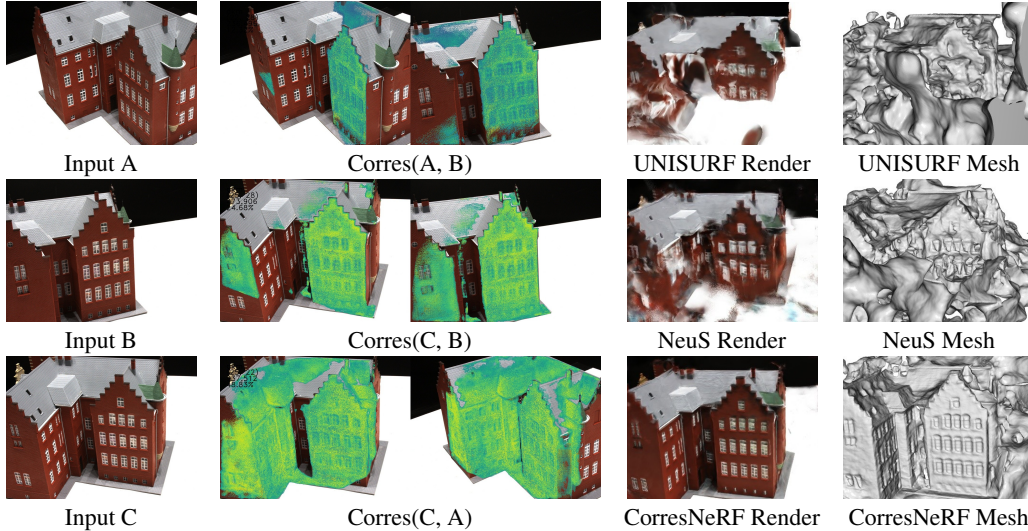 Input A
Corres(A, B)
UNISURF Render
UNISURF Mesh
Input B
Corres(C, B)
NeuS Render
NeuS Mesh
Input C
Corres(C, A)
CorresNeRF Render
CorresNeRF Mesh